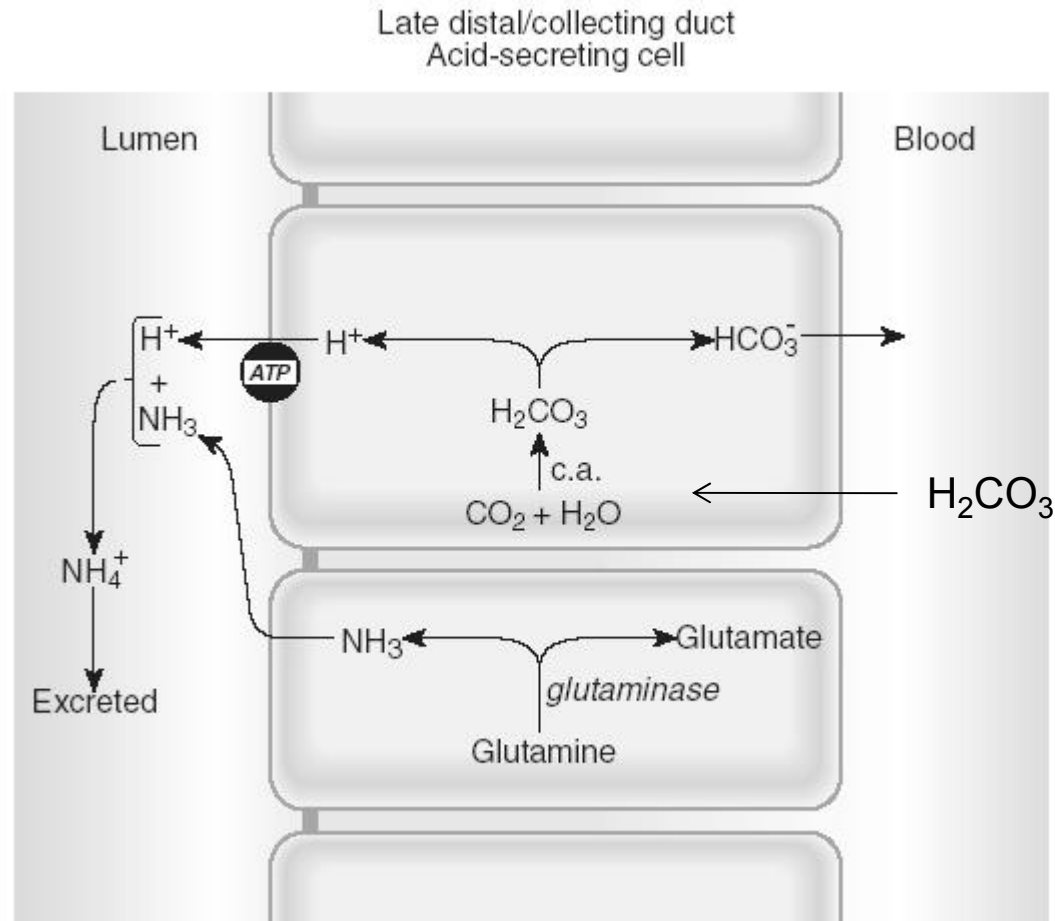 Late distal/collecting duct
Acid-secreting cell
Lumen
Blood
H⁺
+
NH₃
ATP
H⁺
HCO₃⁻
H₂CO₃
c.a.
CO₂ + H₂O
H₂CO₃
NH₄⁺
Excreted
NH₃
Glutamate
glutaminase
Glutamine